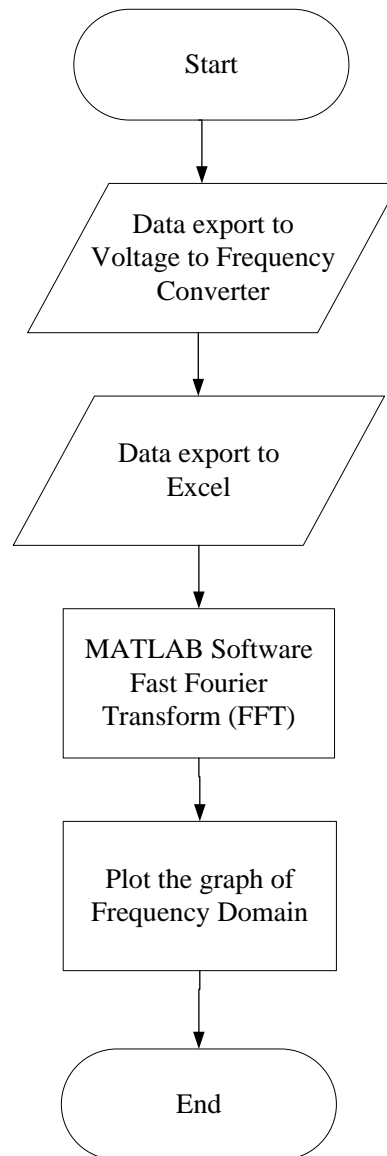 Start
Data export to
Voltage to Frequency
Converter
Data export to
Excel
MATLAB Software
Fast Fourier
Transform (FFT)
Plot the graph of
Frequency Domain
End